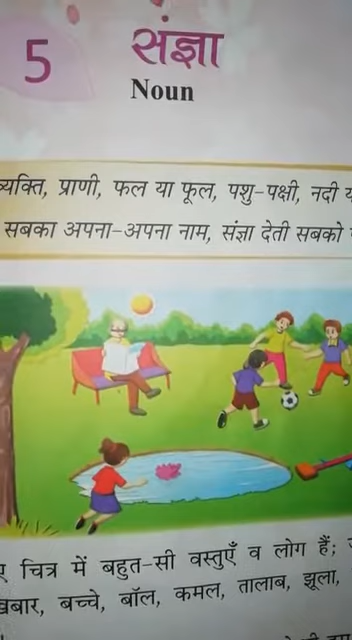 5
संज्ञा
Noun
व्यक्ति, प्राणी, फल या फूल, पशु-पक्षी, नदी
सबका अपना-अपना नाम, संज्ञा देती सबको
चित्र में बहुत-सी वस्तुएँ व लोग हैं;
बच्चे, बॉल, कमल, तालाब, झूला,